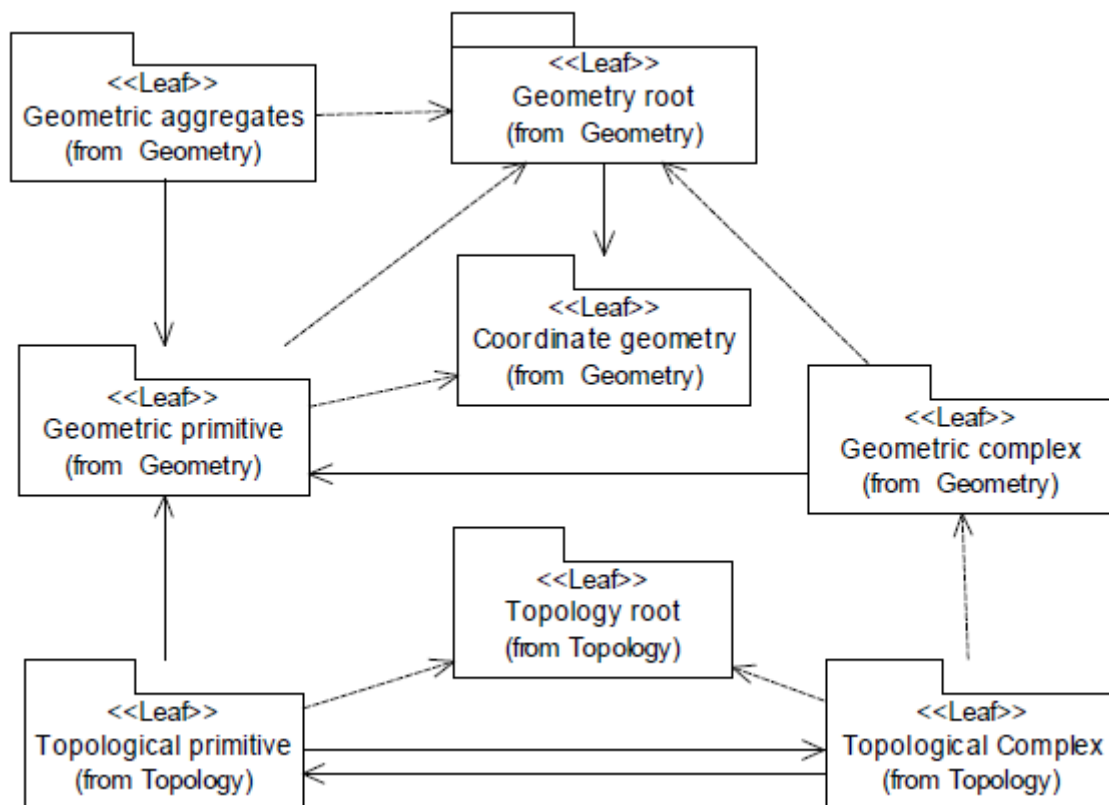 <<Leaf>>
Geometric aggregates
(from Geometry)
<<Leaf>>
Geometry root
(from Geometry)
<<Leaf>>
Coordinate geometry
(from Geometry)
<<Leaf>>
Geometric primitive
(from Geometry)
<<Leaf>>
Geometric complex
(from Geometry)
<<Leaf>>
Topology root
(from Topology)
<<Leaf>>
Topological primitive
(from Topology)
<<Leaf>>
Topological Complex
(from Topology)